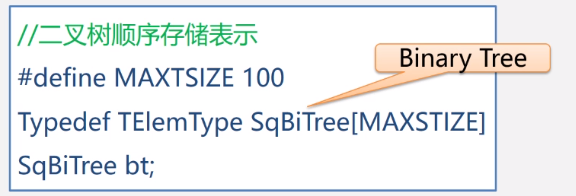 //二叉树顺序存储表示
Binary Tree
#define MAXTSIZE 100
Typedef TElemType SqBiTree[MAXSTIZE]
SqBiTree bt;